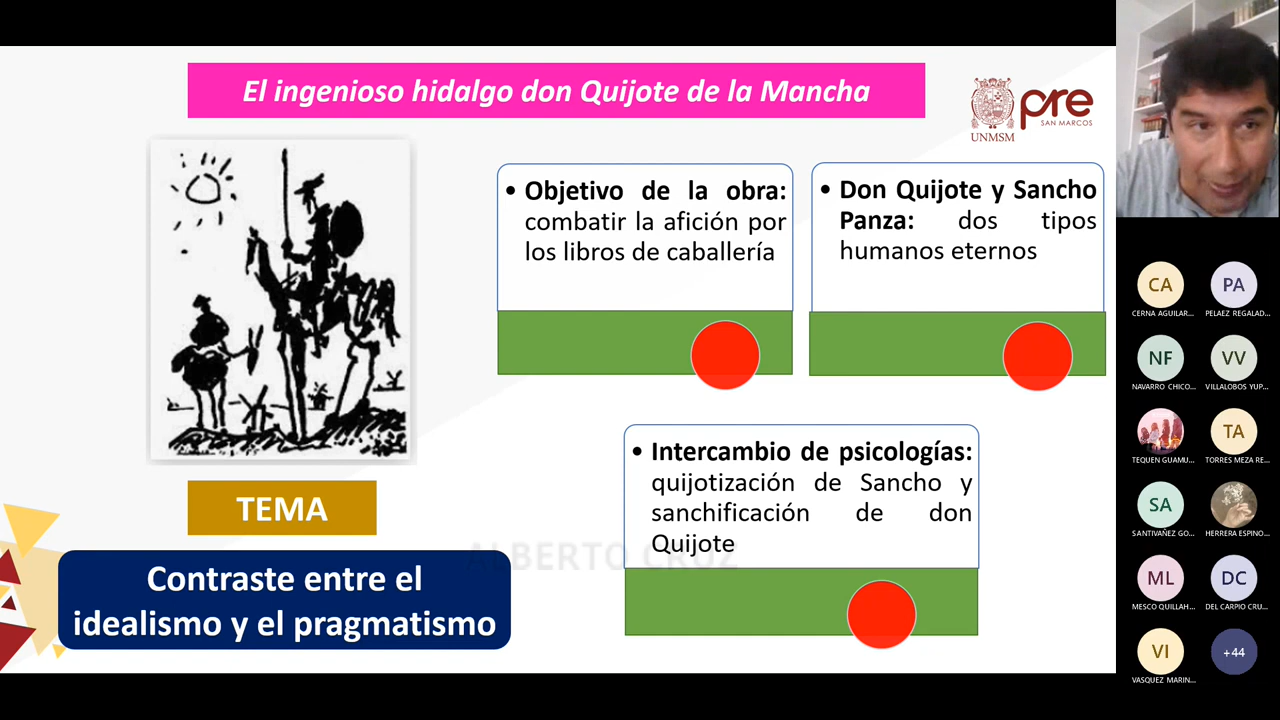 El ingenioso hidalgo don Quijote de la Mancha
UNMSM
pre
SAN MARCOS
• Objetivo de la obra:
combatir la afición por
los libros de caballería
• Don Quijote y Sancho
Panza: dos tipos
humanos eternos
• Intercambio de psicologías:
quijotización de Sancho y
sanchificación de don
Quijote
TEMA
Contraste entre el
idealismo y el pragmatismo
ALBERTO CRUZ
CA
CERNA AGUILAR...
PA
PELAEZ REGALAD...
NF
NAVARRO CHICO...
VV
VILLALOBOS YUP...
TEQUEN GUAMU...
TA
TORRES MEZA RE...
SA
SANTIVAÑEZ GO...
HERRERA ESPINO...
ML
MESCO QUILLAH...
DC
DEL CARPIO CRU...
VI
VASQUEZ MARIN...
+44